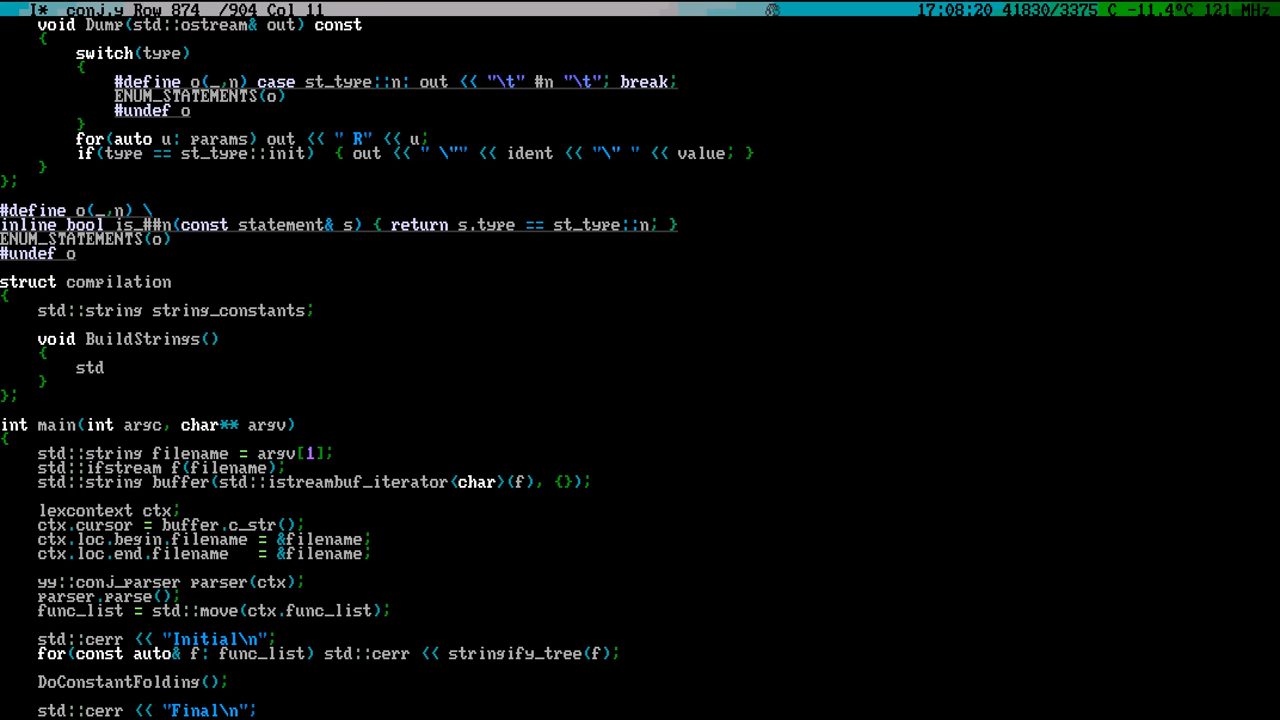 I* conj.y Row 874 /904 Col 11 17:08:20 41830/3375 C -11.4°C 121 MHz
    void Dump(std::ostream& out) const
    {
        switch(type)
        {
            #define o(_,n) case st_type::n: out << "\t" #n "\t"; break;
            ENUM_STATEMENTS(o)
            #undef o
        }
        for(auto u: params) out << " R" << u;
        if(type == st_type::init)  { out << " \"" << ident << "\" " << value; }
    }
};
#define o(_,n) \
inline bool is_##n(const statement& s) { return s.type == st_type::n; }
ENUM_STATEMENTS(o)
#undef o
struct compilation
{
    std::string string_constants;
    void BuildStrings()
    {
        std
    }
};
int main(int argc, char** argv)
{
    std::string filename = argv[1];
    std::ifstream f(filename);
    std::string buffer(std::istreambuf_iterator<char>(f), {});
    lexcontext ctx;
    ctx.cursor = buffer.c_str();
    ctx.loc.begin.filename = &filename;
    ctx.loc.end.filename   = &filename;
    yy::conj_parser parser(ctx);
    parser.parse();
    func_list = std::move(ctx.func_list);
    std::cerr << "Initial\n";
    for(const auto& f: func_list) std::cerr << stringify_tree(f);
    DoConstantFolding();
    std::cerr << "Final\n";